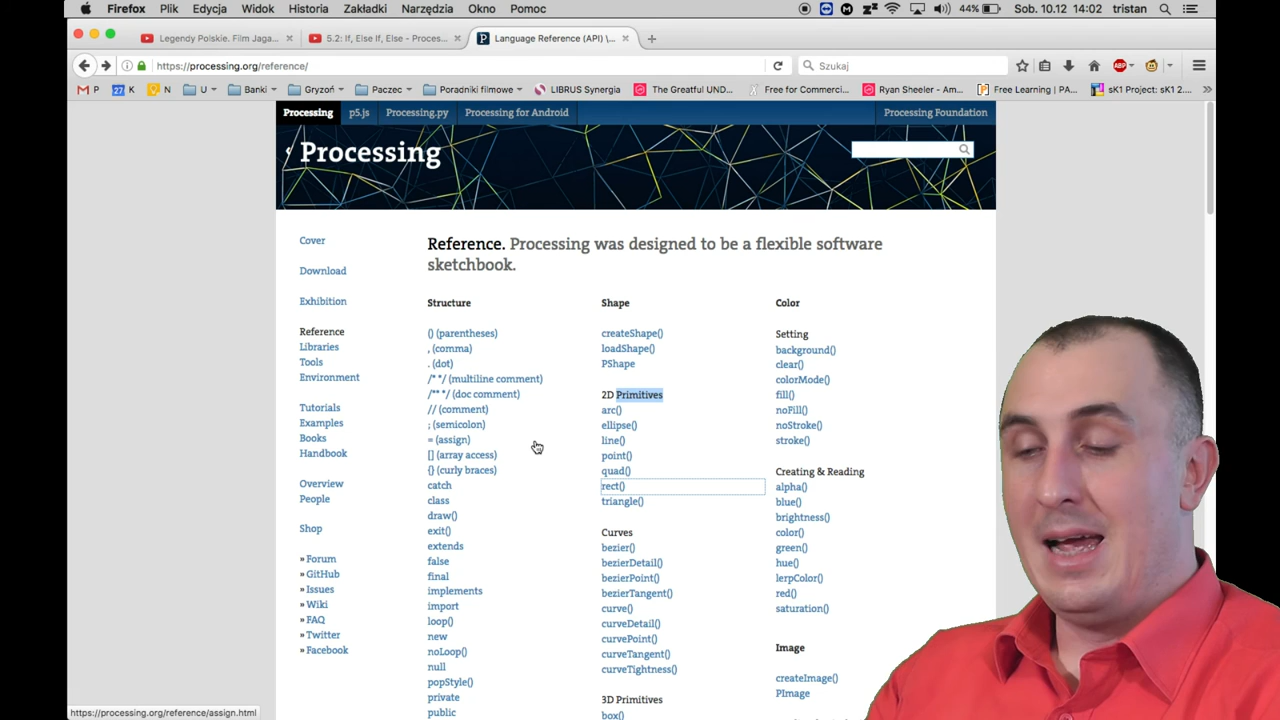 Firefox Plik Edycja Widok Historia Zakładki Narzędzia Okno Pomoc 44% Sob. 10.12 14:02 tristan
Legendy Polskie. Film Jaga...
5.2: If, Else If, Else - Proces...
Language Reference (API) \...
https://processing.org/reference/
Szukaj
ABP
P
27 K
N
U
Banki
Gryzoń
Paczec
Poradniki filmowe
LIBRUS Synergia
The Greatful UND...
Free for Commerci...
Ryan Sheeler - Am...
Free Learning | PA...
sK1 Project: sK1 2....
Processing p5.js Processing.py Processing for Android Processing Foundation
Processing
Cover
Download
Exhibition
Reference
Libraries
Tools
Environment
Tutorials
Examples
Books
Handbook
Overview
People
Shop
» Forum
» GitHub
» Issues
» Wiki
» FAQ
» Twitter
» Facebook
Reference. Processing was designed to be a flexible software
sketchbook.
Structure
() (parentheses)
, (comma)
. (dot)
/* */ (multiline comment)
/** */ (doc comment)
// (comment)
; (semicolon)
= (assign)
[] (array access)
{} (curly braces)
catch
class
draw()
exit()
extends
false
final
implements
import
loop()
new
noLoop()
null
popStyle()
private
public
Shape
createShape()
loadShape()
PShape
2D Primitives
arc()
ellipse()
line()
point()
quad()
rect()
triangle()
Curves
bezier()
bezierDetail()
bezierPoint()
bezierTangent()
curve()
curveDetail()
curvePoint()
curveTangent()
curveTightness()
3D Primitives
box()
Color
Setting
background()
clear()
colorMode()
fill()
noFill()
noStroke()
stroke()
Creating & Reading
alpha()
blue()
brightness()
color()
green()
hue()
lerpColor()
red()
saturation()
Image
createImage()
PImage
https://processing.org/reference/assign.html